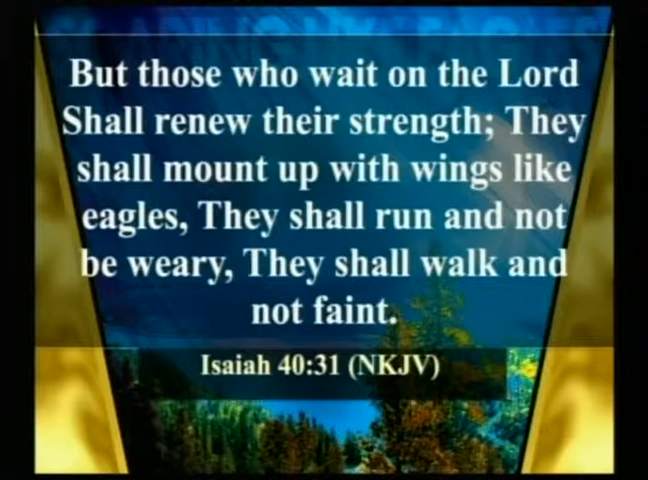 But those who wait on the Lord
Shall renew their strength; They
shall mount up with wings like
eagles, They shall run and not
be weary, They shall walk and
not faint.
Isaiah 40:31 (NKJV)